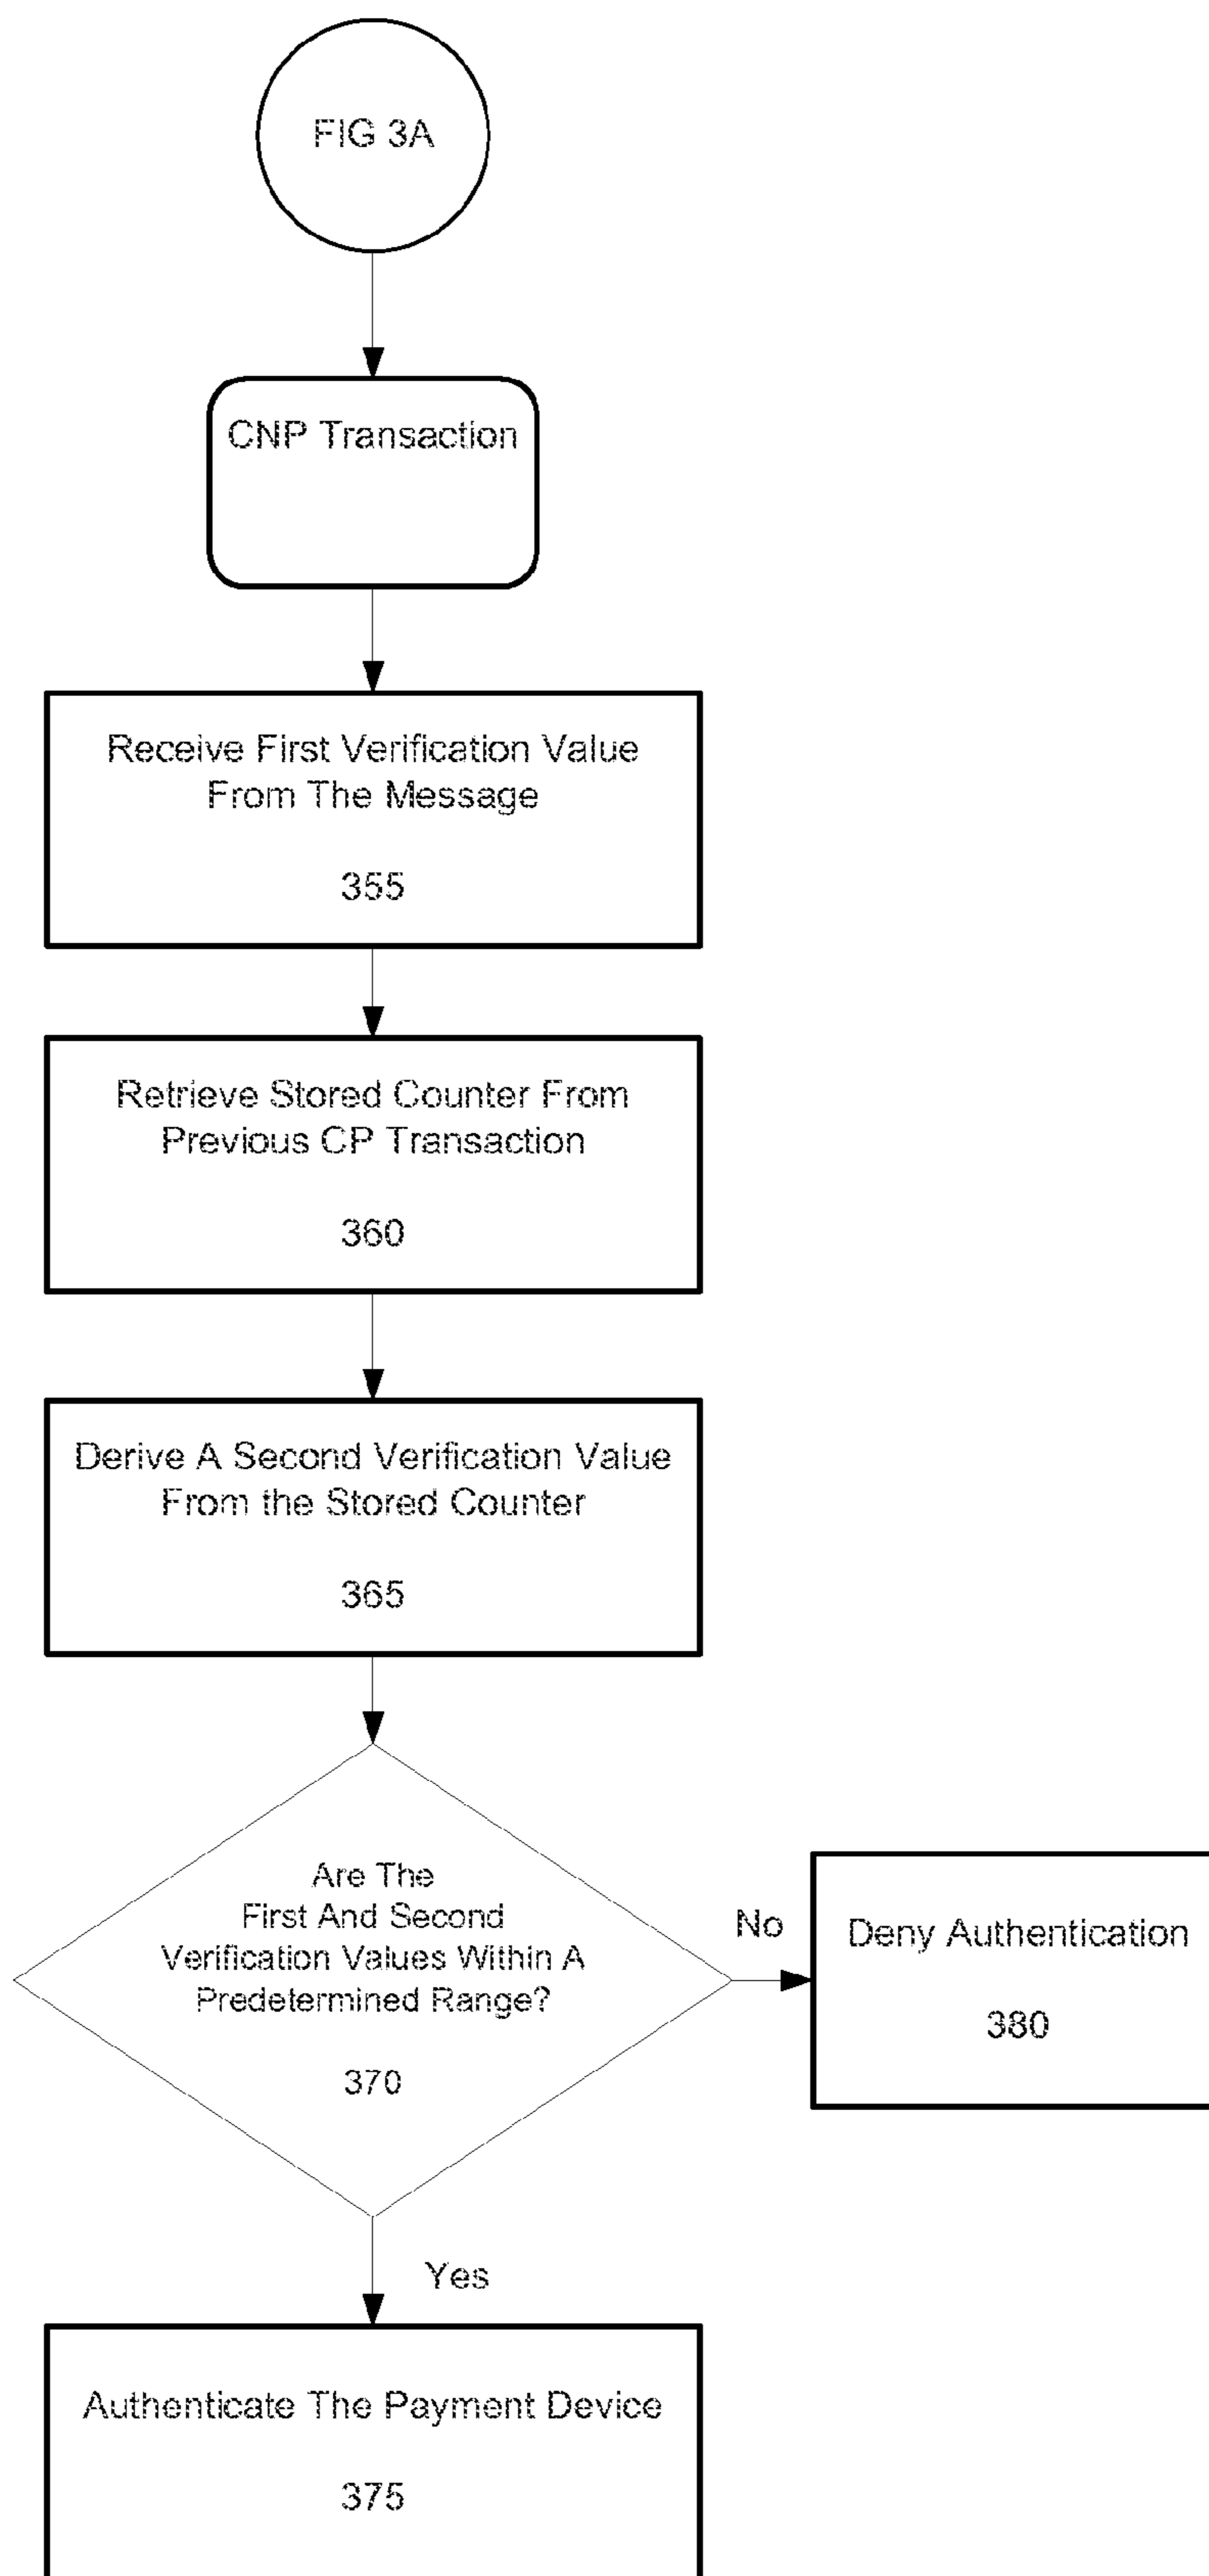 FIG 3A
CNP Transaction
Receive First Verification Value
From The Message
355
Retrieve Stored Counter From
Previous CP Transaction
360
Derive A Second Verification Value
From the Stored Counter
365
Are The
First And Second
Verification Values Within A
Predetermined Range?
370
No
Deny Authentication
380
Yes
Authenticate The Payment Device
375